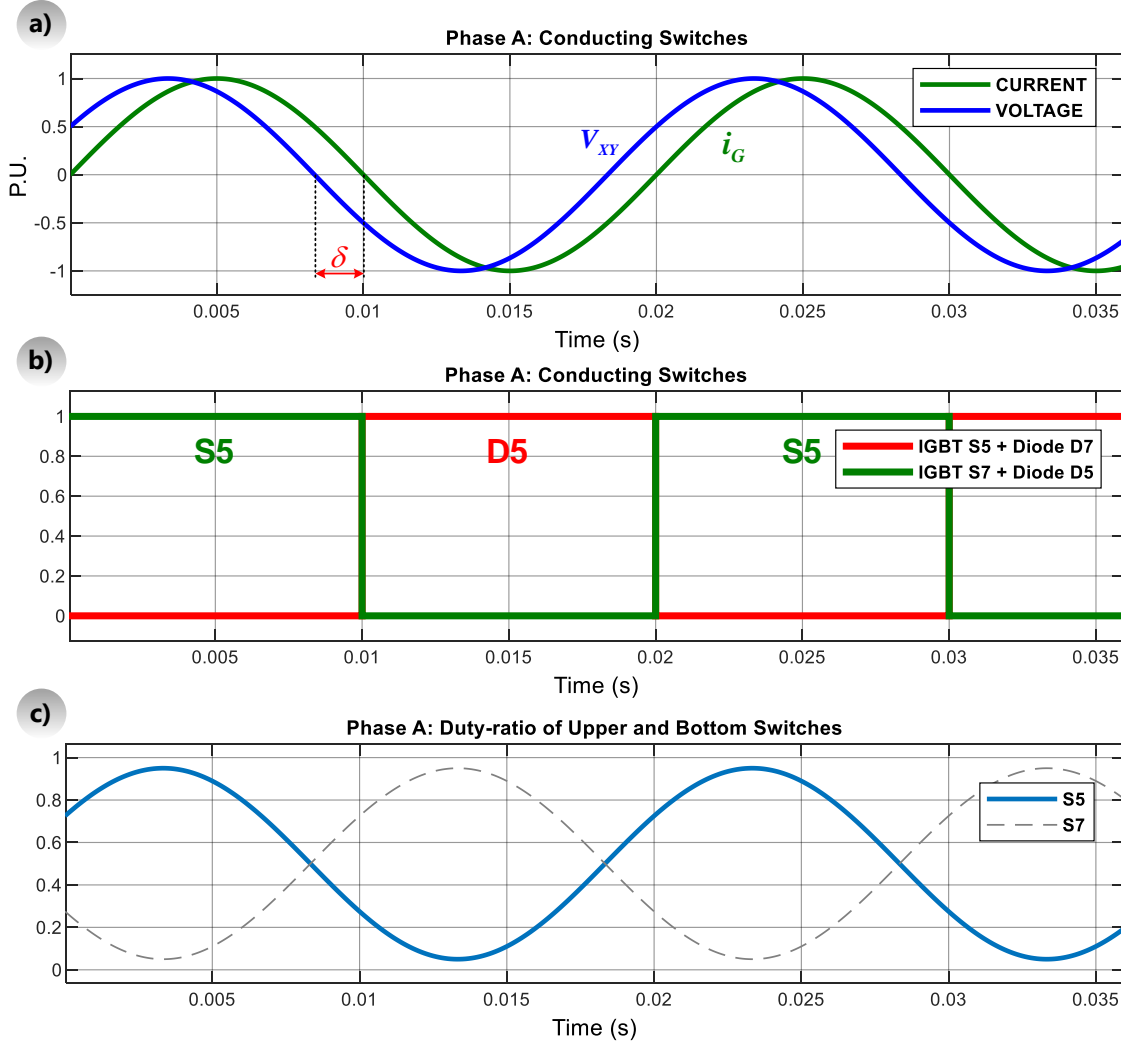 a)
Phase A: Conducting Switches
1
0.5
0
-0.5
-1
P.U.
CURRENT
VOLTAGE
V_XY
i_G
δ
0.005 0.01 0.015 0.02 0.025 0.03 0.035
Time (s)
b)
Phase A: Conducting Switches
1
0.8
0.6
0.4
0.2
0
S5 D5 S5
IGBT S5 + Diode D7
IGBT S7 + Diode D5
0.005 0.01 0.015 0.02 0.025 0.03 0.035
Time (s)
c)
Phase A: Duty-ratio of Upper and Bottom Switches
1
0.8
0.6
0.4
0.2
0
S5
S7
0.005 0.01 0.015 0.02 0.025 0.03 0.035
Time (s)